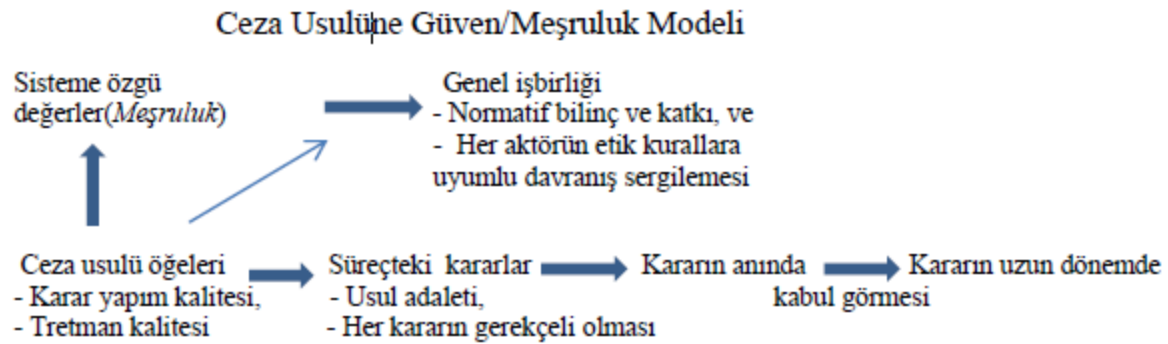 Ceza Usulüne Güven/Meşruluk Modeli
Sisteme özgü
değerler(Meşruluk)
Genel işbirliği
- Normatif bilinç ve katkı, ve
- Her aktörün etik kurallara
uyumlu davranış sergilemesi
Ceza usulü öğeleri
- Karar yapım kalitesi,
- Tretman kalitesi
Süreçteki kararlar
- Usul adaleti,
- Her kararın gerekçeli olması
Kararın anında
kabul görmesi
Kararın uzun dönemde